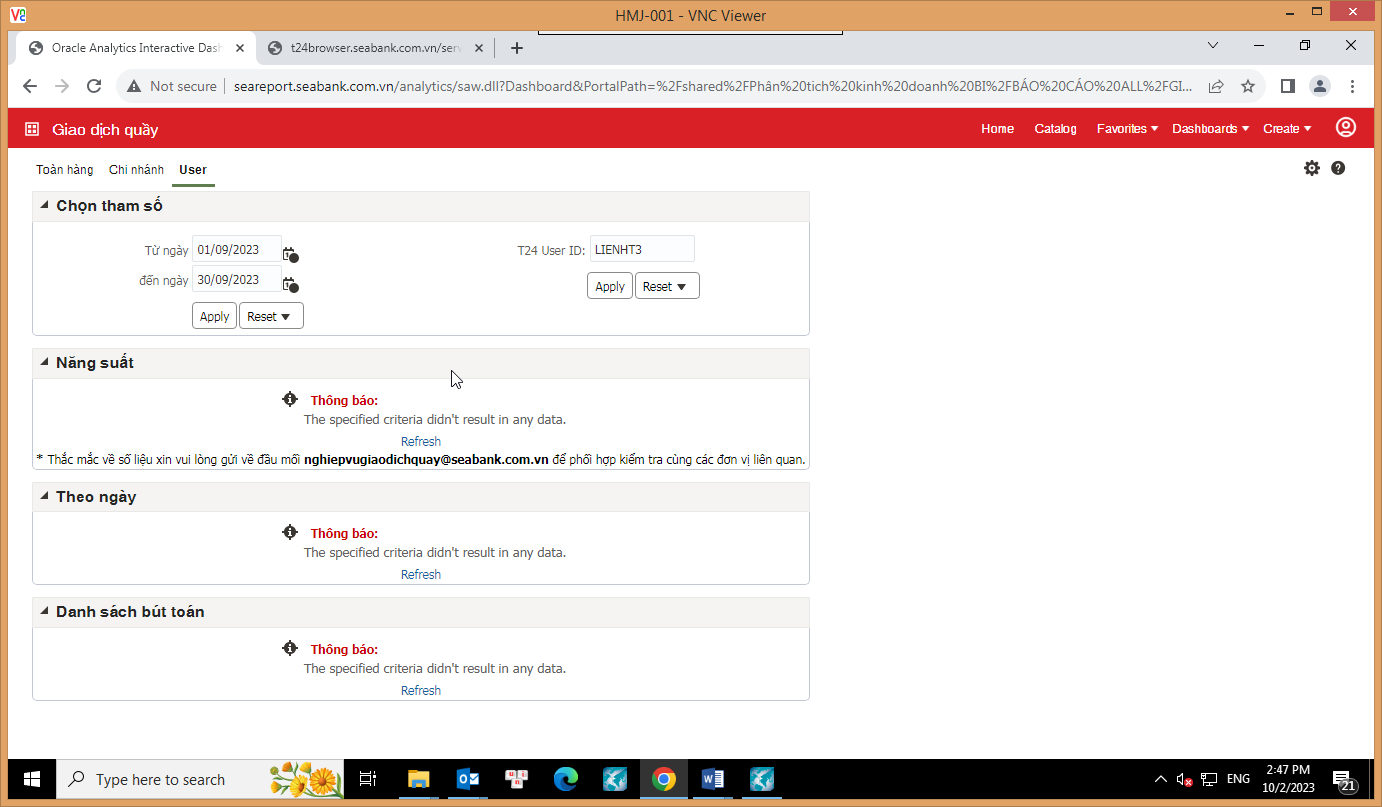 HMJ-001 - VNC Viewer
Oracle Analytics Interactive Dash
t24browser.seabank.com.vn/serv
Not secure
seareport.seabank.com.vn/analytics/saw.dll?Dashboard&PortalPath=%2Fshared%2FPhân%20tich%20kinh%20doanh%20BI%2FBÁO%20CÁO%20ALL%2FGI...
Giao dịch quầy
Home Catalog Favorites Dashboards Create
Toàn hàng Chi nhánh User
Chọn tham số
Từ ngày 01/09/2023
T24 User ID: LIENHT3
đến ngày 30/09/2023
Apply Reset
Apply Reset
Năng suất
Thông báo:
The specified criteria didn't result in any data.
Refresh
* Thắc mắc về số liệu xin vui lòng gửi về đầu mối nghiepvugiaodichquay@seabank.com.vn để phối hợp kiểm tra cùng các đơn vị liên quan.
Theo ngày
Thông báo:
The specified criteria didn't result in any data.
Refresh
Danh sách bút toán
Thông báo:
The specified criteria didn't result in any data.
Refresh
Type here to search
ENG
2:47 PM
10/2/2023
21